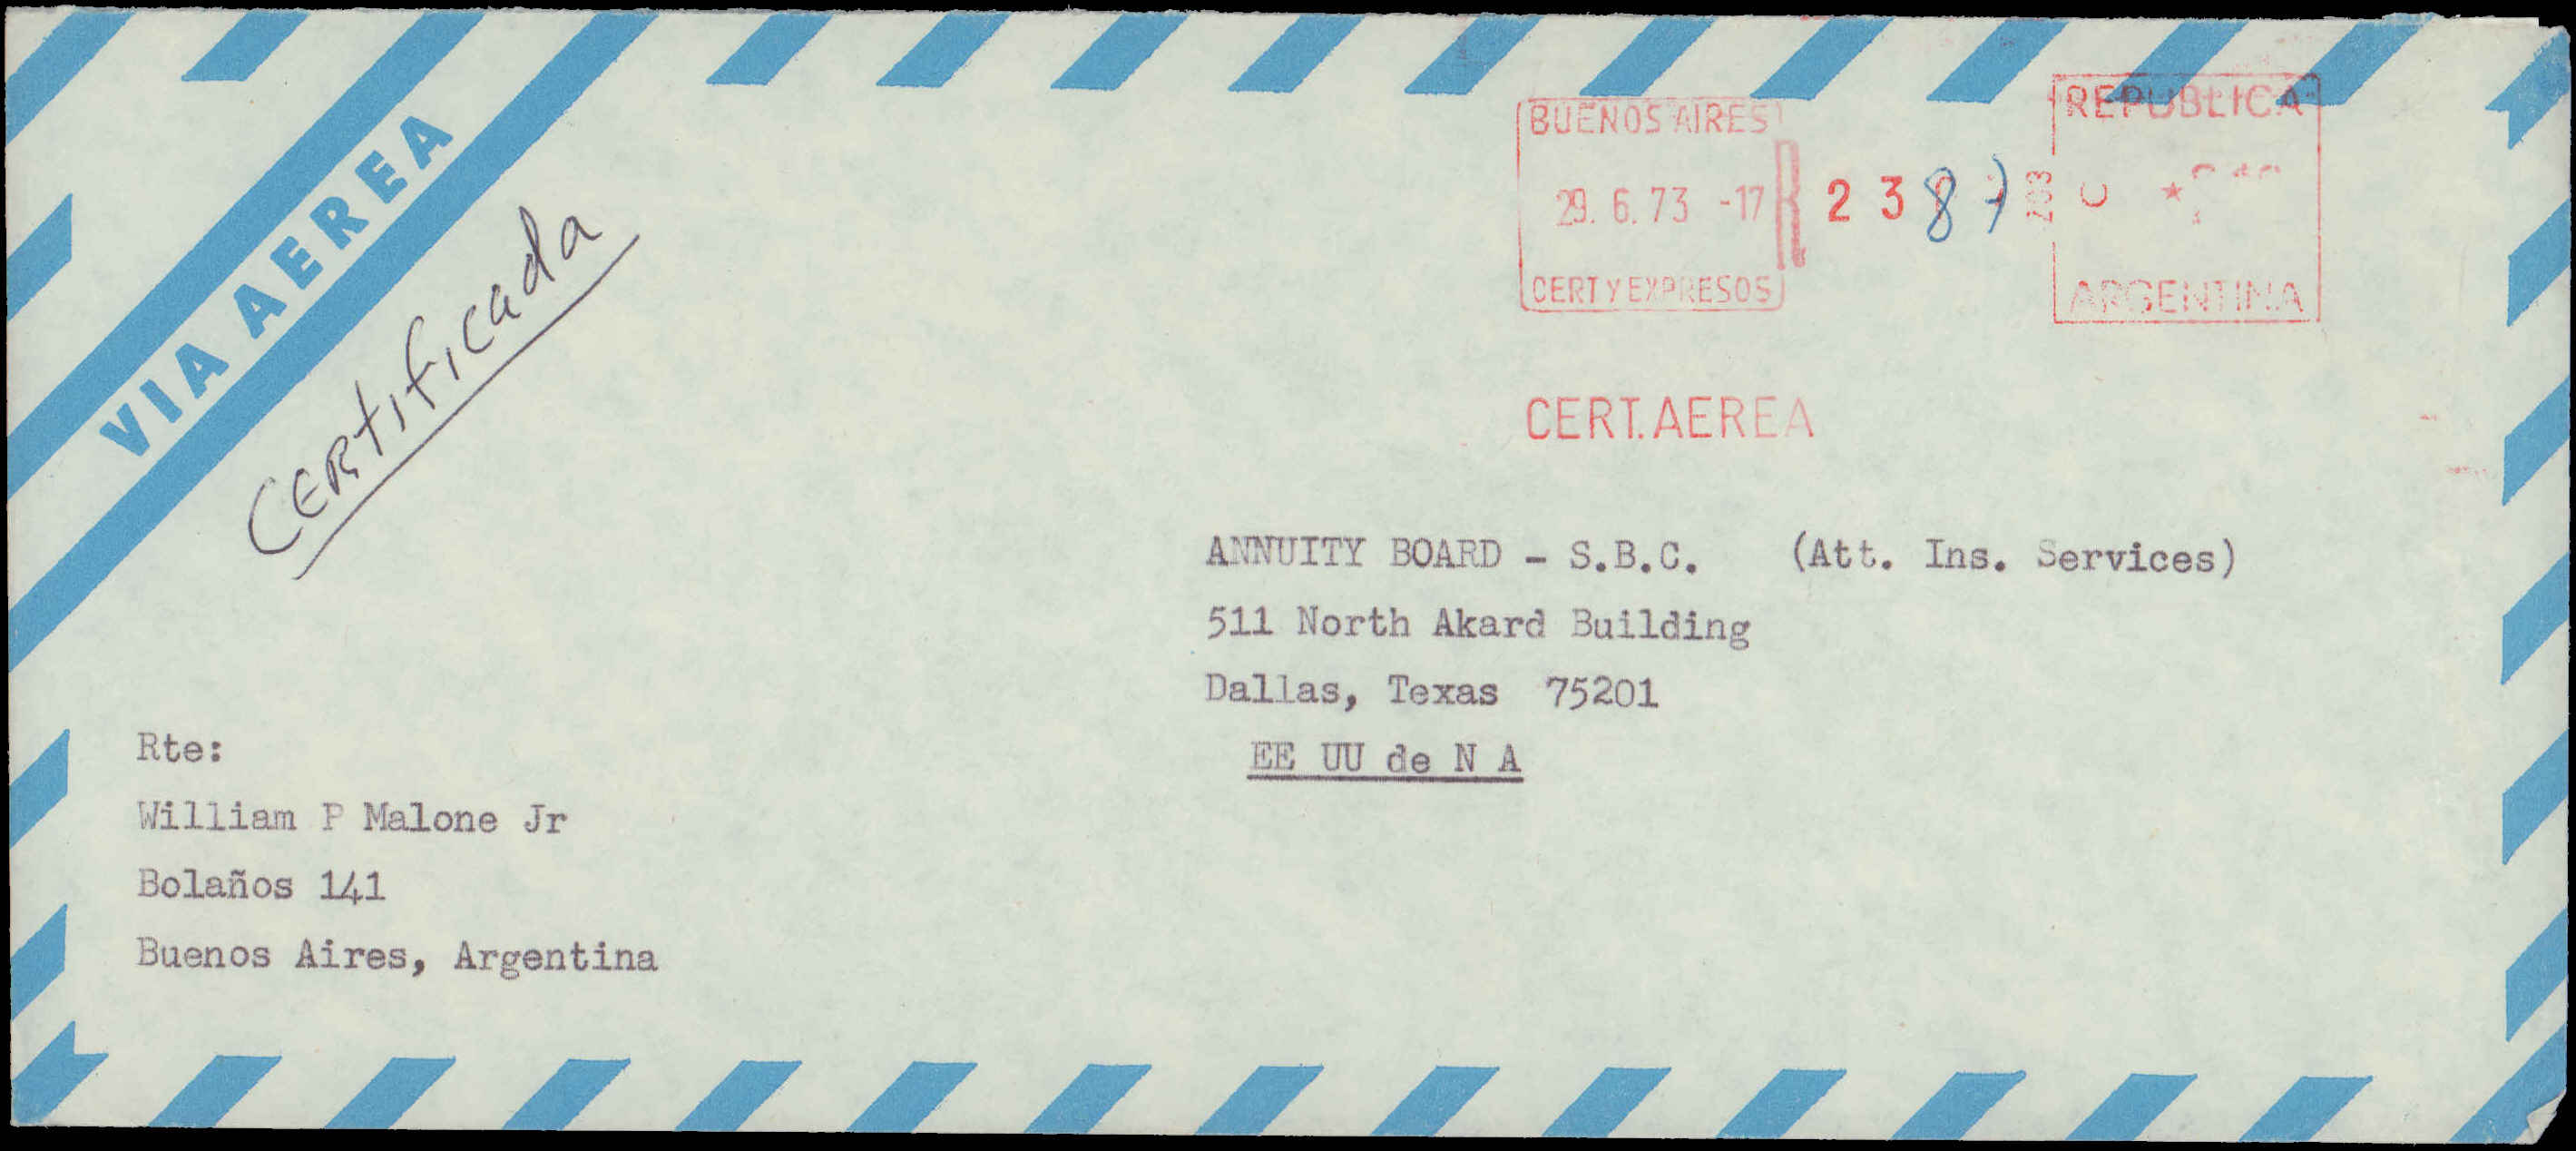 VIA AEREA
Certificada
BUENOS AIRES
29. 6. 73 -17
CERT Y EXPRESOS
R 2 3 8 7
203
REPUBLICA
C ★
ARGENTINA
CERT. AEREA
ANNUITY BOARD - S.B.C. (Att. Ins. Services)
511 North Akard Building
Dallas, Texas 75201
EE UU de N A
Rte:
William P Malone Jr
Bolaños 141
Buenos Aires, Argentina